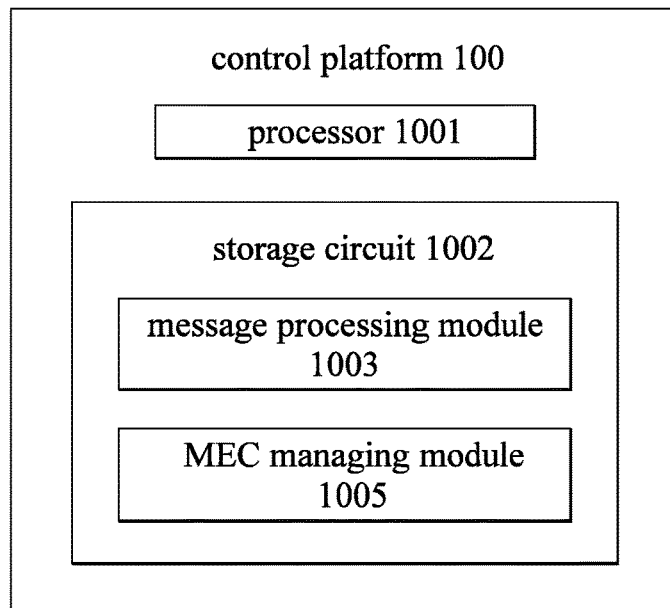 control platform 100
processor 1001
storage circuit 1002
message processing module
1003
MEC managing module
1005